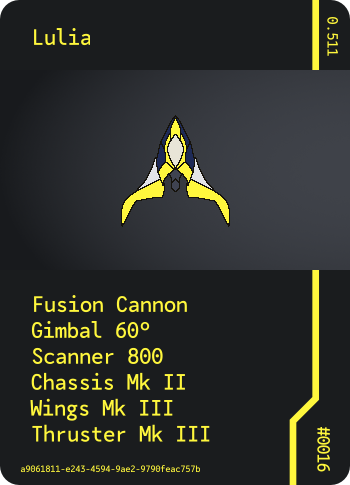 Lulia
0.511
Fusion Cannon
Gimbal 60°
Scanner 800
Chassis Mk II
Wings Mk III
Thruster Mk III
#0016
a9061811-e243-4594-9ae2-9790feac757b